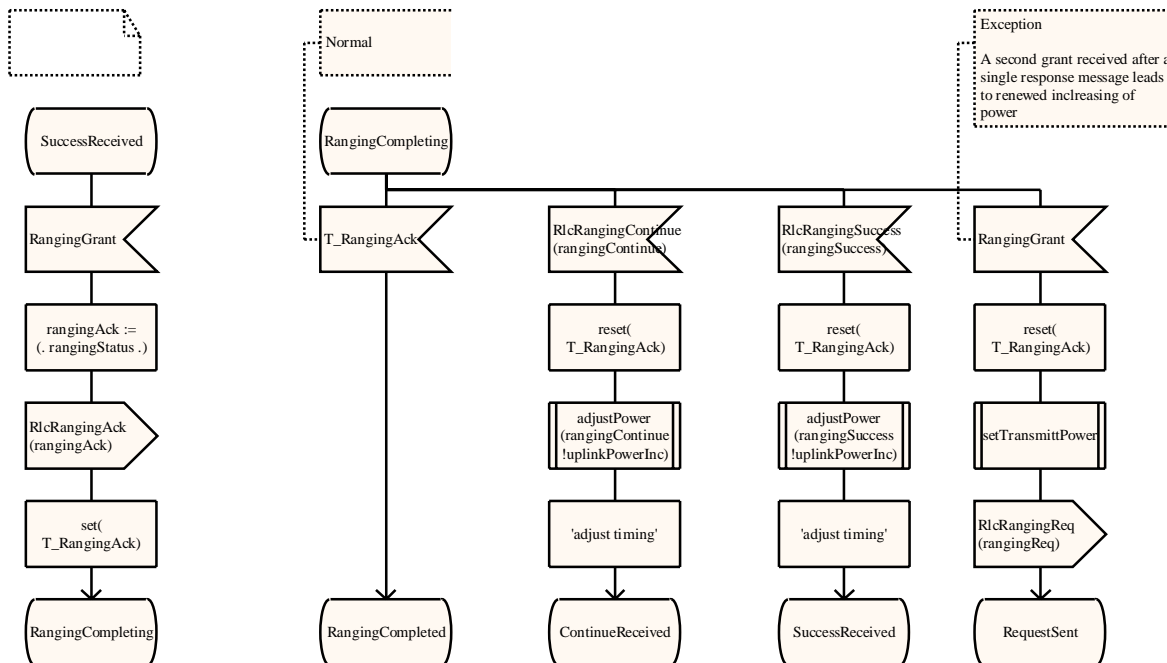 Normal
Exception
A second grant received after a
single response message leads
to renewed inclreasing of
power
SuccessReceived
RangingGrant
rangingAck :=
(. rangingStatus .)
RlcRangingAck
(rangingAck)
set(
T_RangingAck)
RangingCompleting
RangingCompleting
T_RangingAck
RangingCompleted
RlcRangingContinue
(rangingContinue)
reset(
T_RangingAck)
adjustPower
(rangingContinue
!uplinkPowerInc)
'adjust timing'
ContinueReceived
RlcRangingSuccess
(rangingSuccess)
reset(
T_RangingAck)
adjustPower
(rangingSuccess
!uplinkPowerInc)
'adjust timing'
SuccessReceived
RangingGrant
reset(
T_RangingAck)
setTransmittPower
RlcRangingReq
(rangingReq)
RequestSent